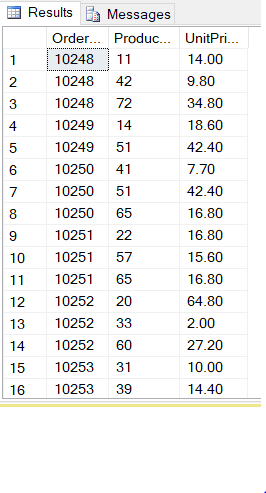 Results Messages
Order... Produc... UnitPri...
1 10248 11 14.00
2 10248 42 9.80
3 10248 72 34.80
4 10249 14 18.60
5 10249 51 42.40
6 10250 41 7.70
7 10250 51 42.40
8 10250 65 16.80
9 10251 22 16.80
10 10251 57 15.60
11 10251 65 16.80
12 10252 20 64.80
13 10252 33 2.00
14 10252 60 27.20
15 10253 31 10.00
16 10253 39 14.40